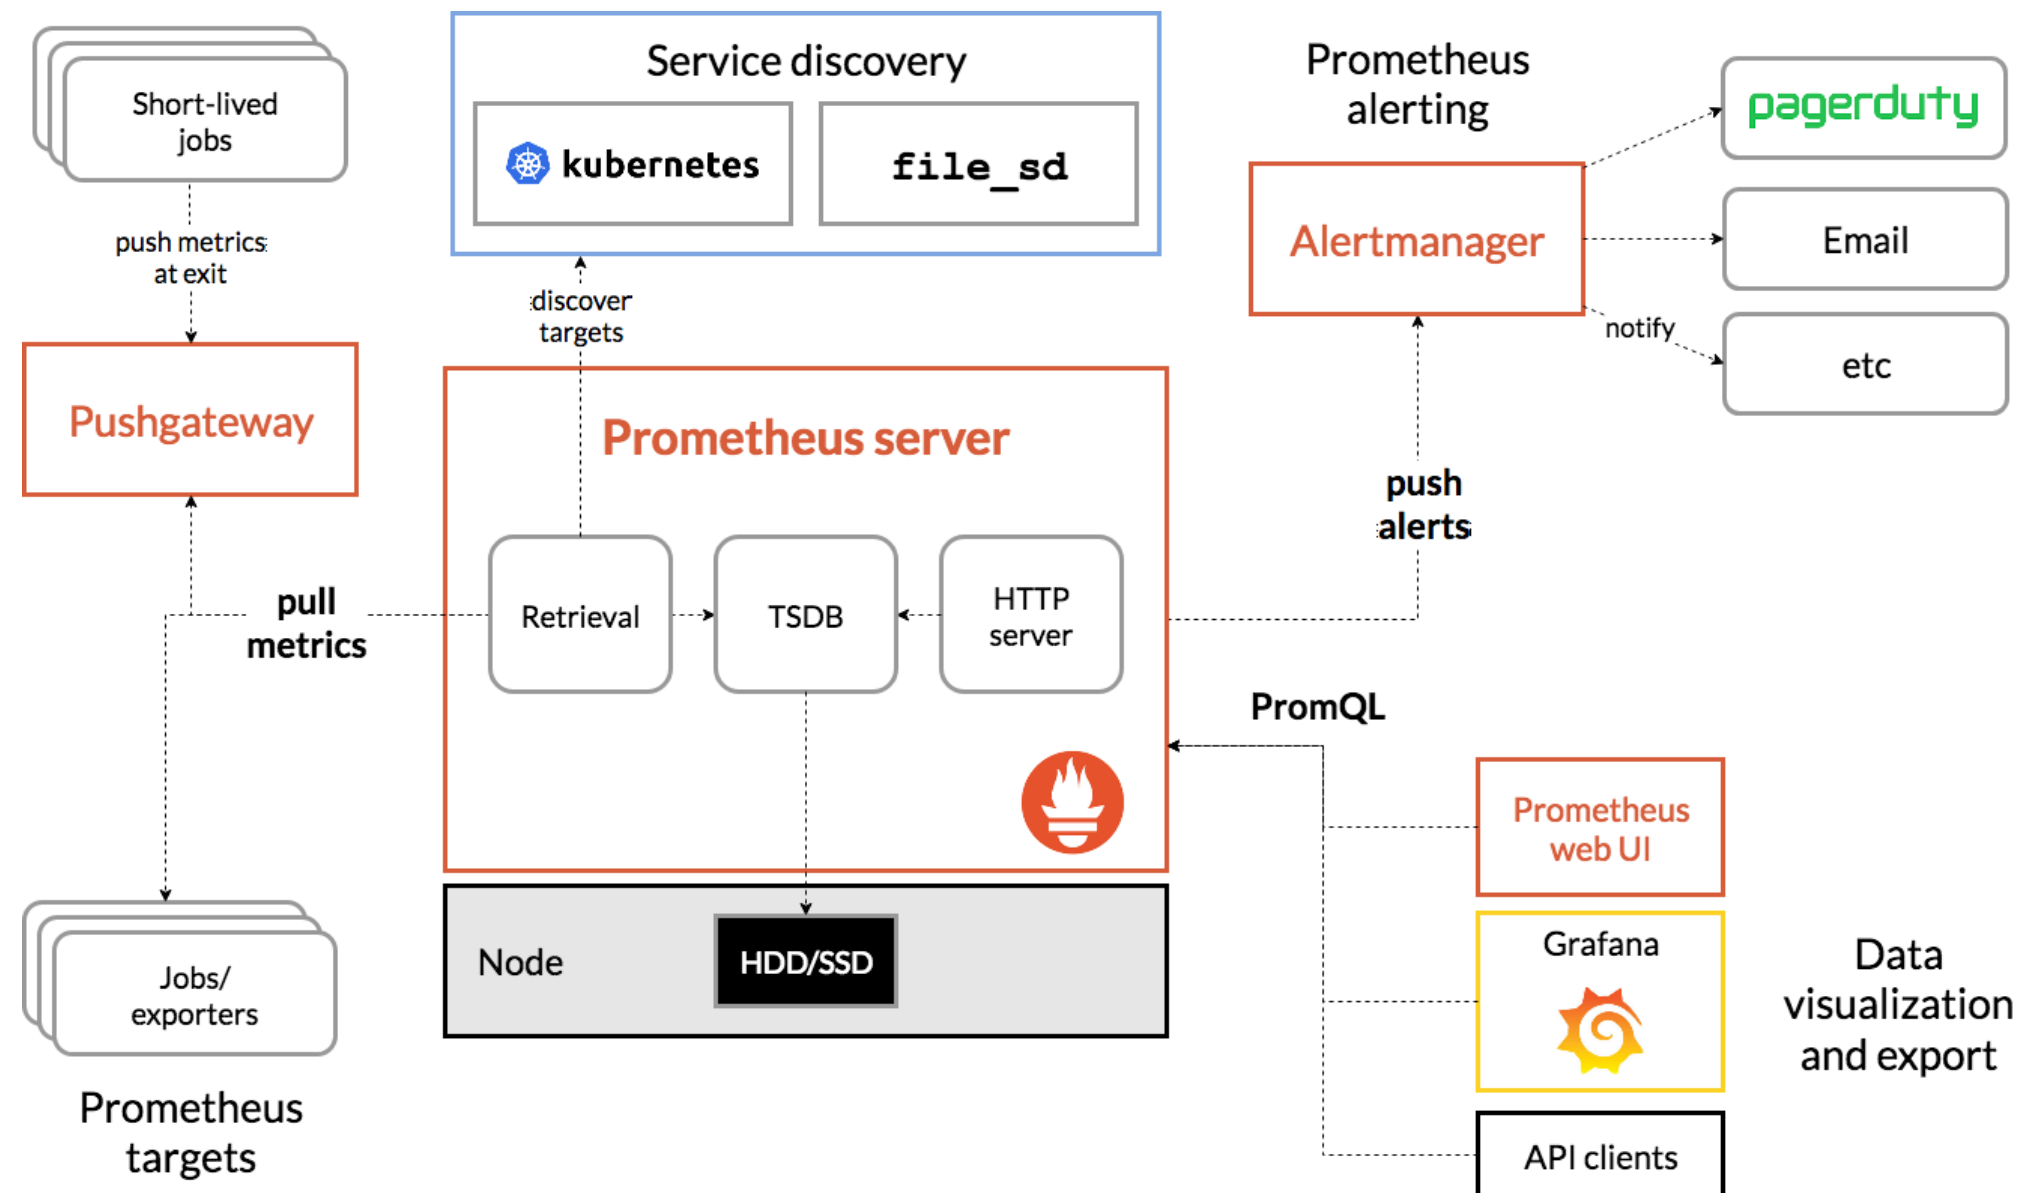 Short-lived
jobs
push metrics
at exit
Pushgateway
pull
metrics
Jobs/
exporters
Prometheus
targets
Service discovery
kubernetes
file_sd
discover
targets
Prometheus server
Retrieval
TSDB
HTTP
server
Node
HDD/SSD
Prometheus
alerting
Alertmanager
pagerduty
Email
notify
etc
push
alerts
PromQL
Prometheus
web UI
Grafana
API clients
Data
visualization
and export